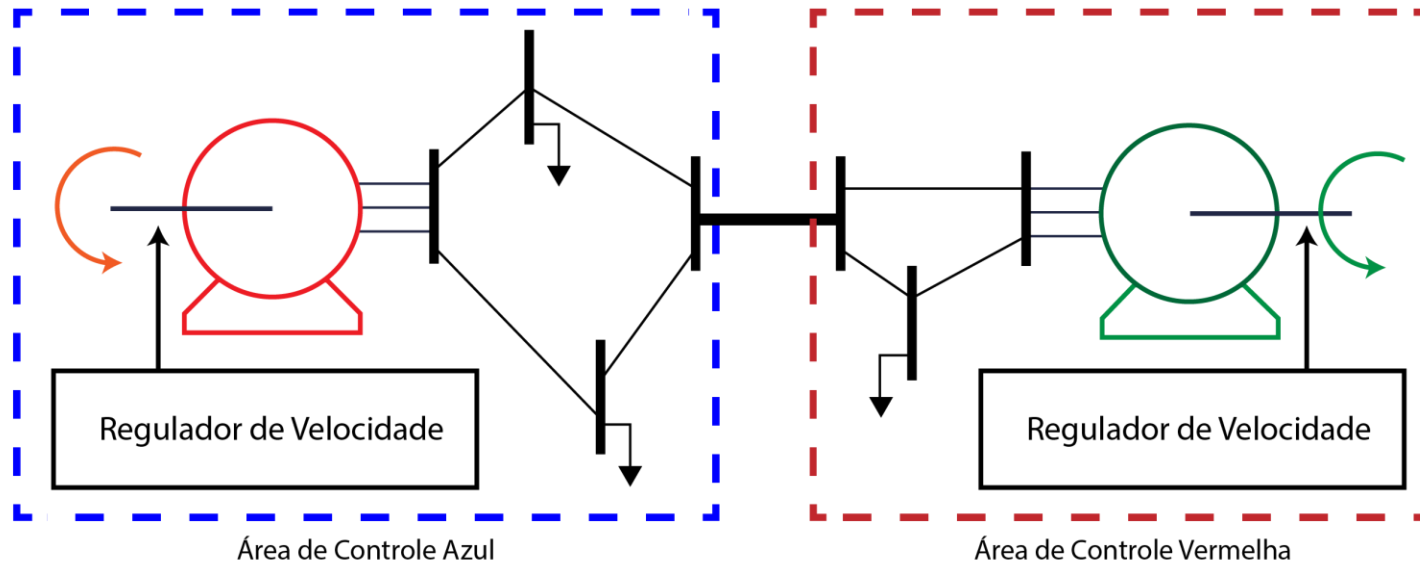 Regulador de Velocidade
Regulador de Velocidade
Área de Controle Azul
Área de Controle Vermelha